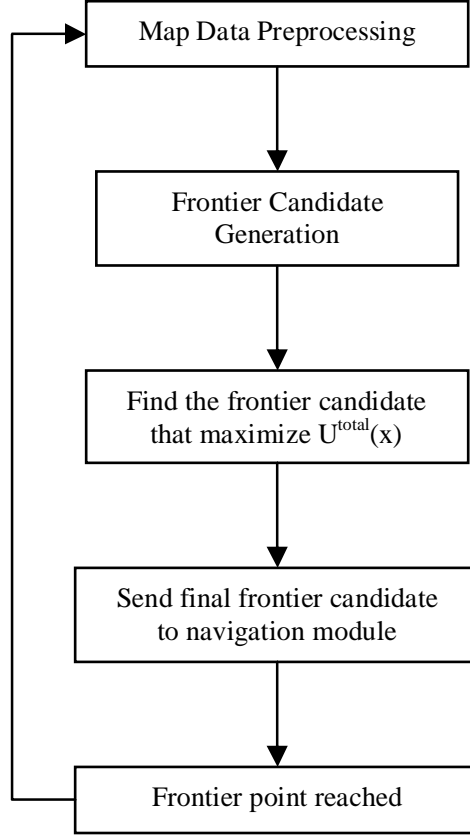 Map Data Preprocessing
Frontier Candidate
Generation
Find the frontier candidate
that maximize U^total(x)
Send final frontier candidate
to navigation module
Frontier point reached